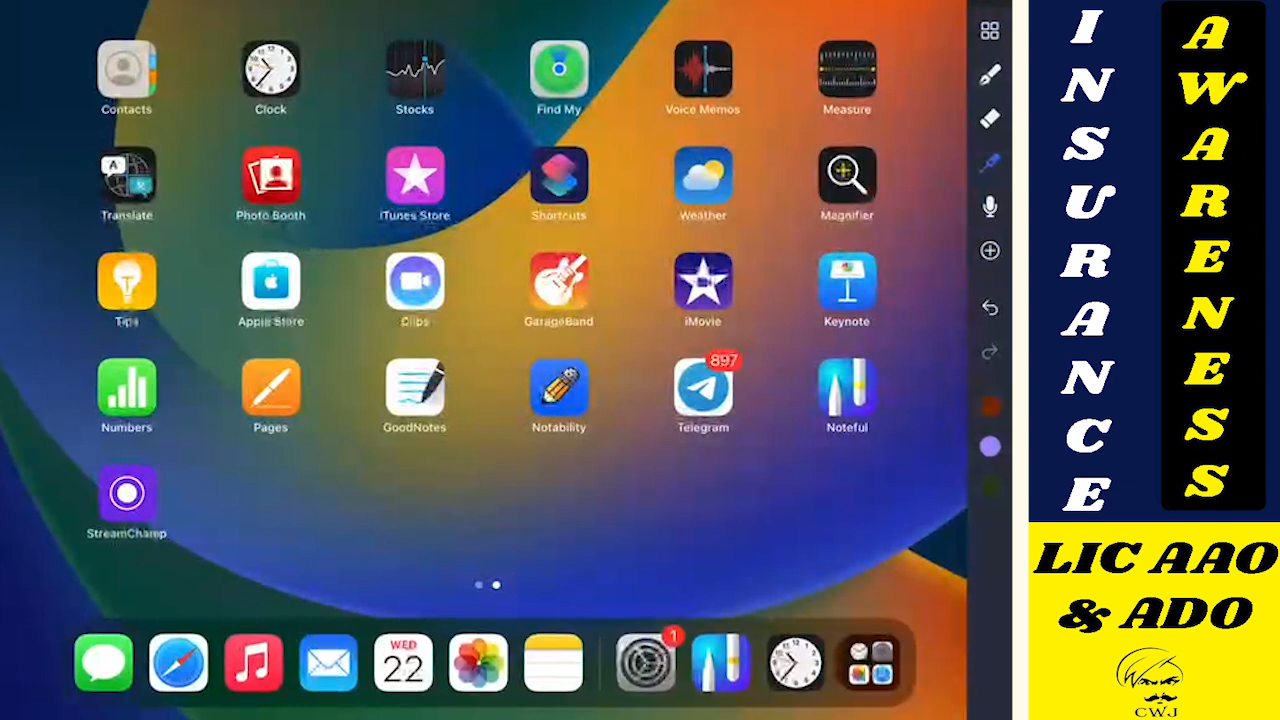 Contacts
Clock
Stocks
Find My
Voice Memos
Measure
Translate
Photo Booth
iTunes Store
Shortcuts
Weather
Magnifier
Tips
Apple Store
Clips
GarageBand
iMovie
Keynote
897
Numbers
Pages
GoodNotes
Notability
Telegram
Noteful
StreamChamp
WED
22
1
INSURANCE
AWARENESS
LIC AAO
& ADO
CWJ